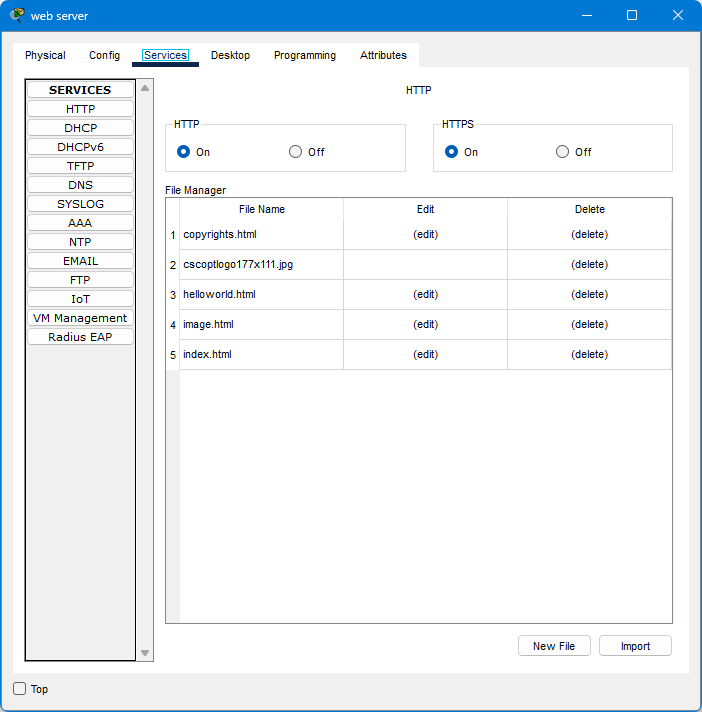 web server
Physical Config Services Desktop Programming Attributes
SERVICES
HTTP
DHCP
DHCPv6
TFTP
DNS
SYSLOG
AAA
NTP
EMAIL
FTP
IoT
VM Management
Radius EAP
HTTP
HTTP HTTPS
On Off On Off
File Manager
File Name Edit Delete
1 copyrights.html (edit) (delete)
2 cscoptlogo177x111.jpg (delete)
3 helloworld.html (edit) (delete)
4 image.html (edit) (delete)
5 index.html (edit) (delete)
New File Import
Top